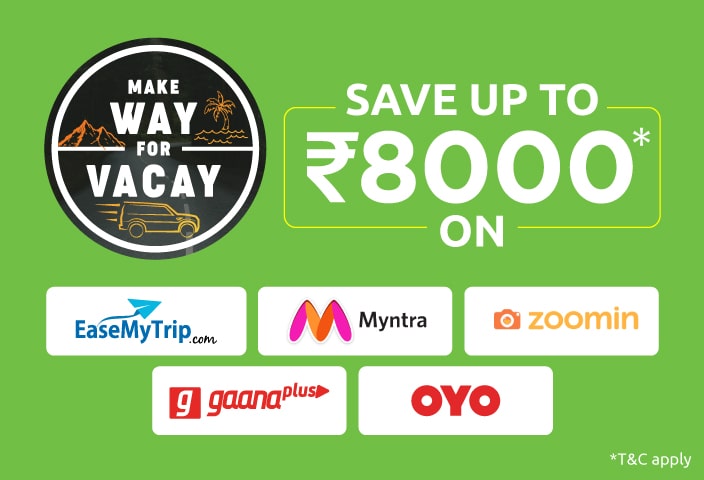 MAKE
WAY
FOR
VACAY
SAVE UP TO
₹8000*
ON
EaseMyTrip.com
Myntra
zoomin
g gaanaplus
OYO
*T&C apply